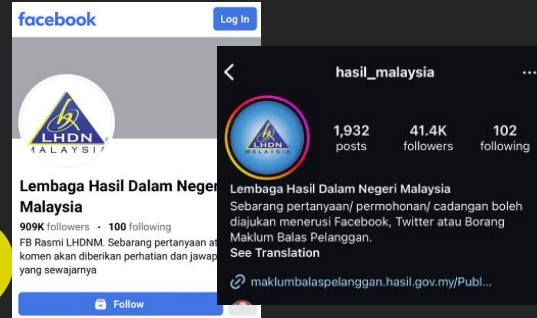 facebook
Log In
LHDN
MALAYSIA
Lembaga Hasil Dalam Neger
Malaysia
909K followers • 100 following
FB Rasmi LHDNM. Sebarang pertanyaan at
komen akan diberikan perhatian dan jawap
yang sewajarnya
Follow
hasil_malaysia
LHDN
MALAYSIA
1,932 41.4K 102
posts followers following
Lembaga Hasil Dalam Negeri Malaysia
Sebarang pertanyaan/ permohonan/ cadangan boleh
diajukan menerusi Facebook, Twitter atau Borang
Maklum Balas Pelanggan.
See Translation
maklumbalaspelanggan.hasil.gov.my/Publ...